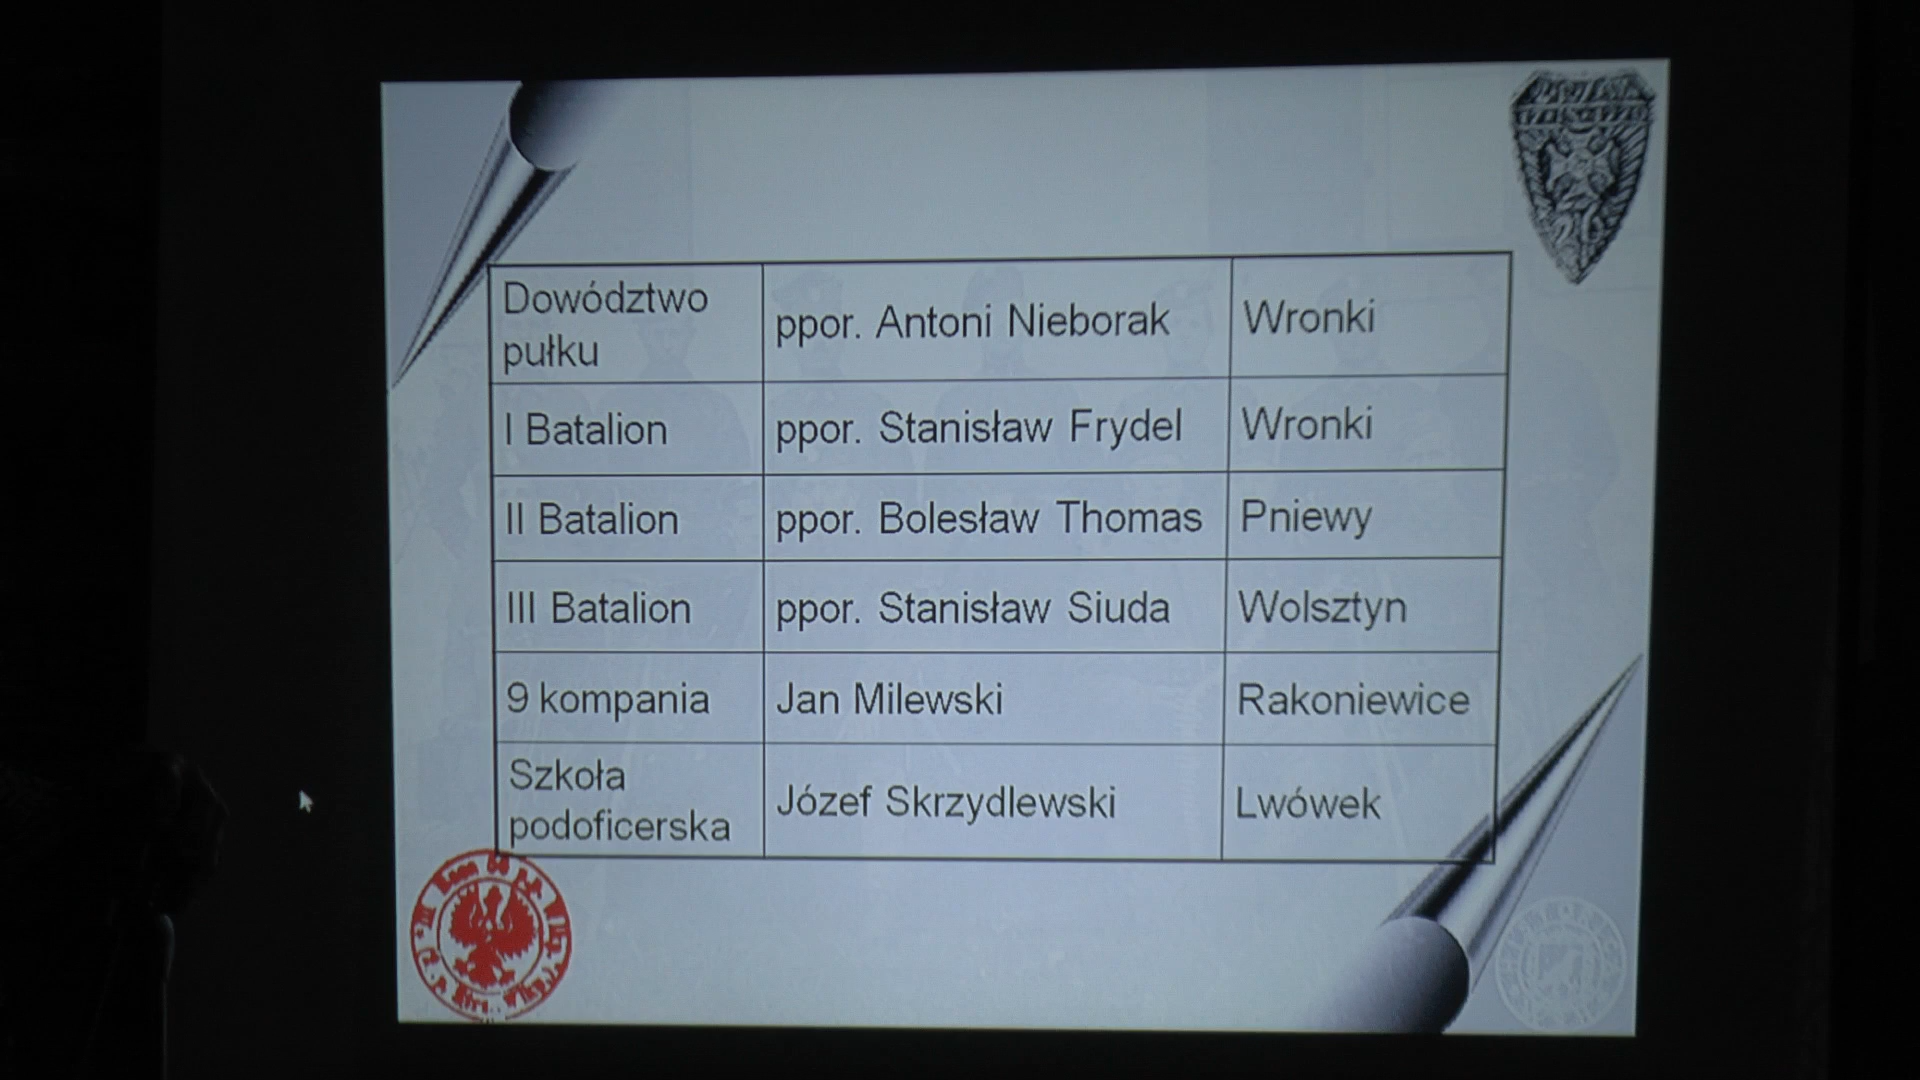 Dowództwo
pułku
ppor. Antoni Nieborak
Wronki
I Batalion
ppor. Stanisław Frydel
Wronki
II Batalion
ppor. Bolesław Thomas
Pniewy
III Batalion
ppor. Stanisław Siuda
Wolsztyn
9 kompania
Jan Milewski
Rakoniewice
Szkoła
podoficerska
Józef Skrzydlewski
Lwówek